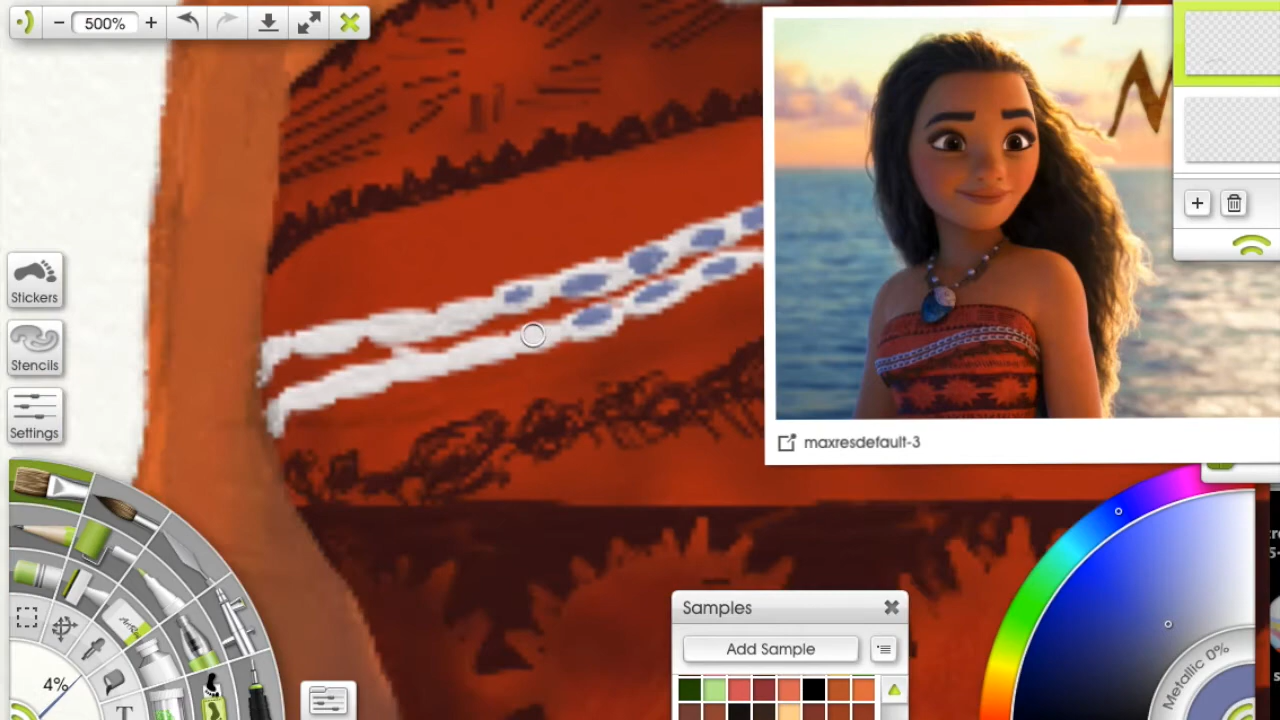 500%
M
Stickers
Stencils
Settings
maxresdefault-3
4%
T
Samples
Add Sample
Metallic 0%